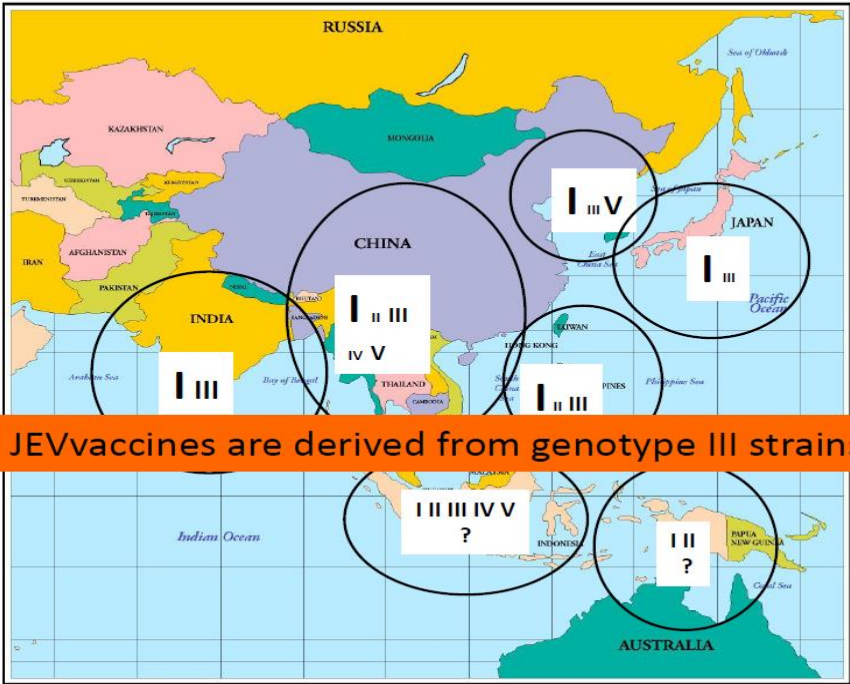 RUSSIA
Sea of Okhotsk
KAZAKHSTAN
MONGOLIA
UZBEKISTAN
KYRGYZSTAN
TURKMENISTAN
TAJIKISTAN
I III V
Sea of Japan
AFGHANISTAN
CHINA
JAPAN
IRAN
East
China Sea
I III
PAKISTAN
NEPAL
BHUTAN
Pacific
Ocean
INDIA
BANGLADESH
I II III
IV V
TAIWAN
HONG KONG
Arabian Sea
I III
Bay of Bengal
THAILAND
South
China
Sea
PINES
Philippine Sea
CAMBODIA
I II III
JEVvaccines are derived from genotype III strain
MALAYSIA
I II III IV V
?
Indian Ocean
INDONESIA
I II
?
PAPUA
NEW GUINEA
Coral Sea
AUSTRALIA